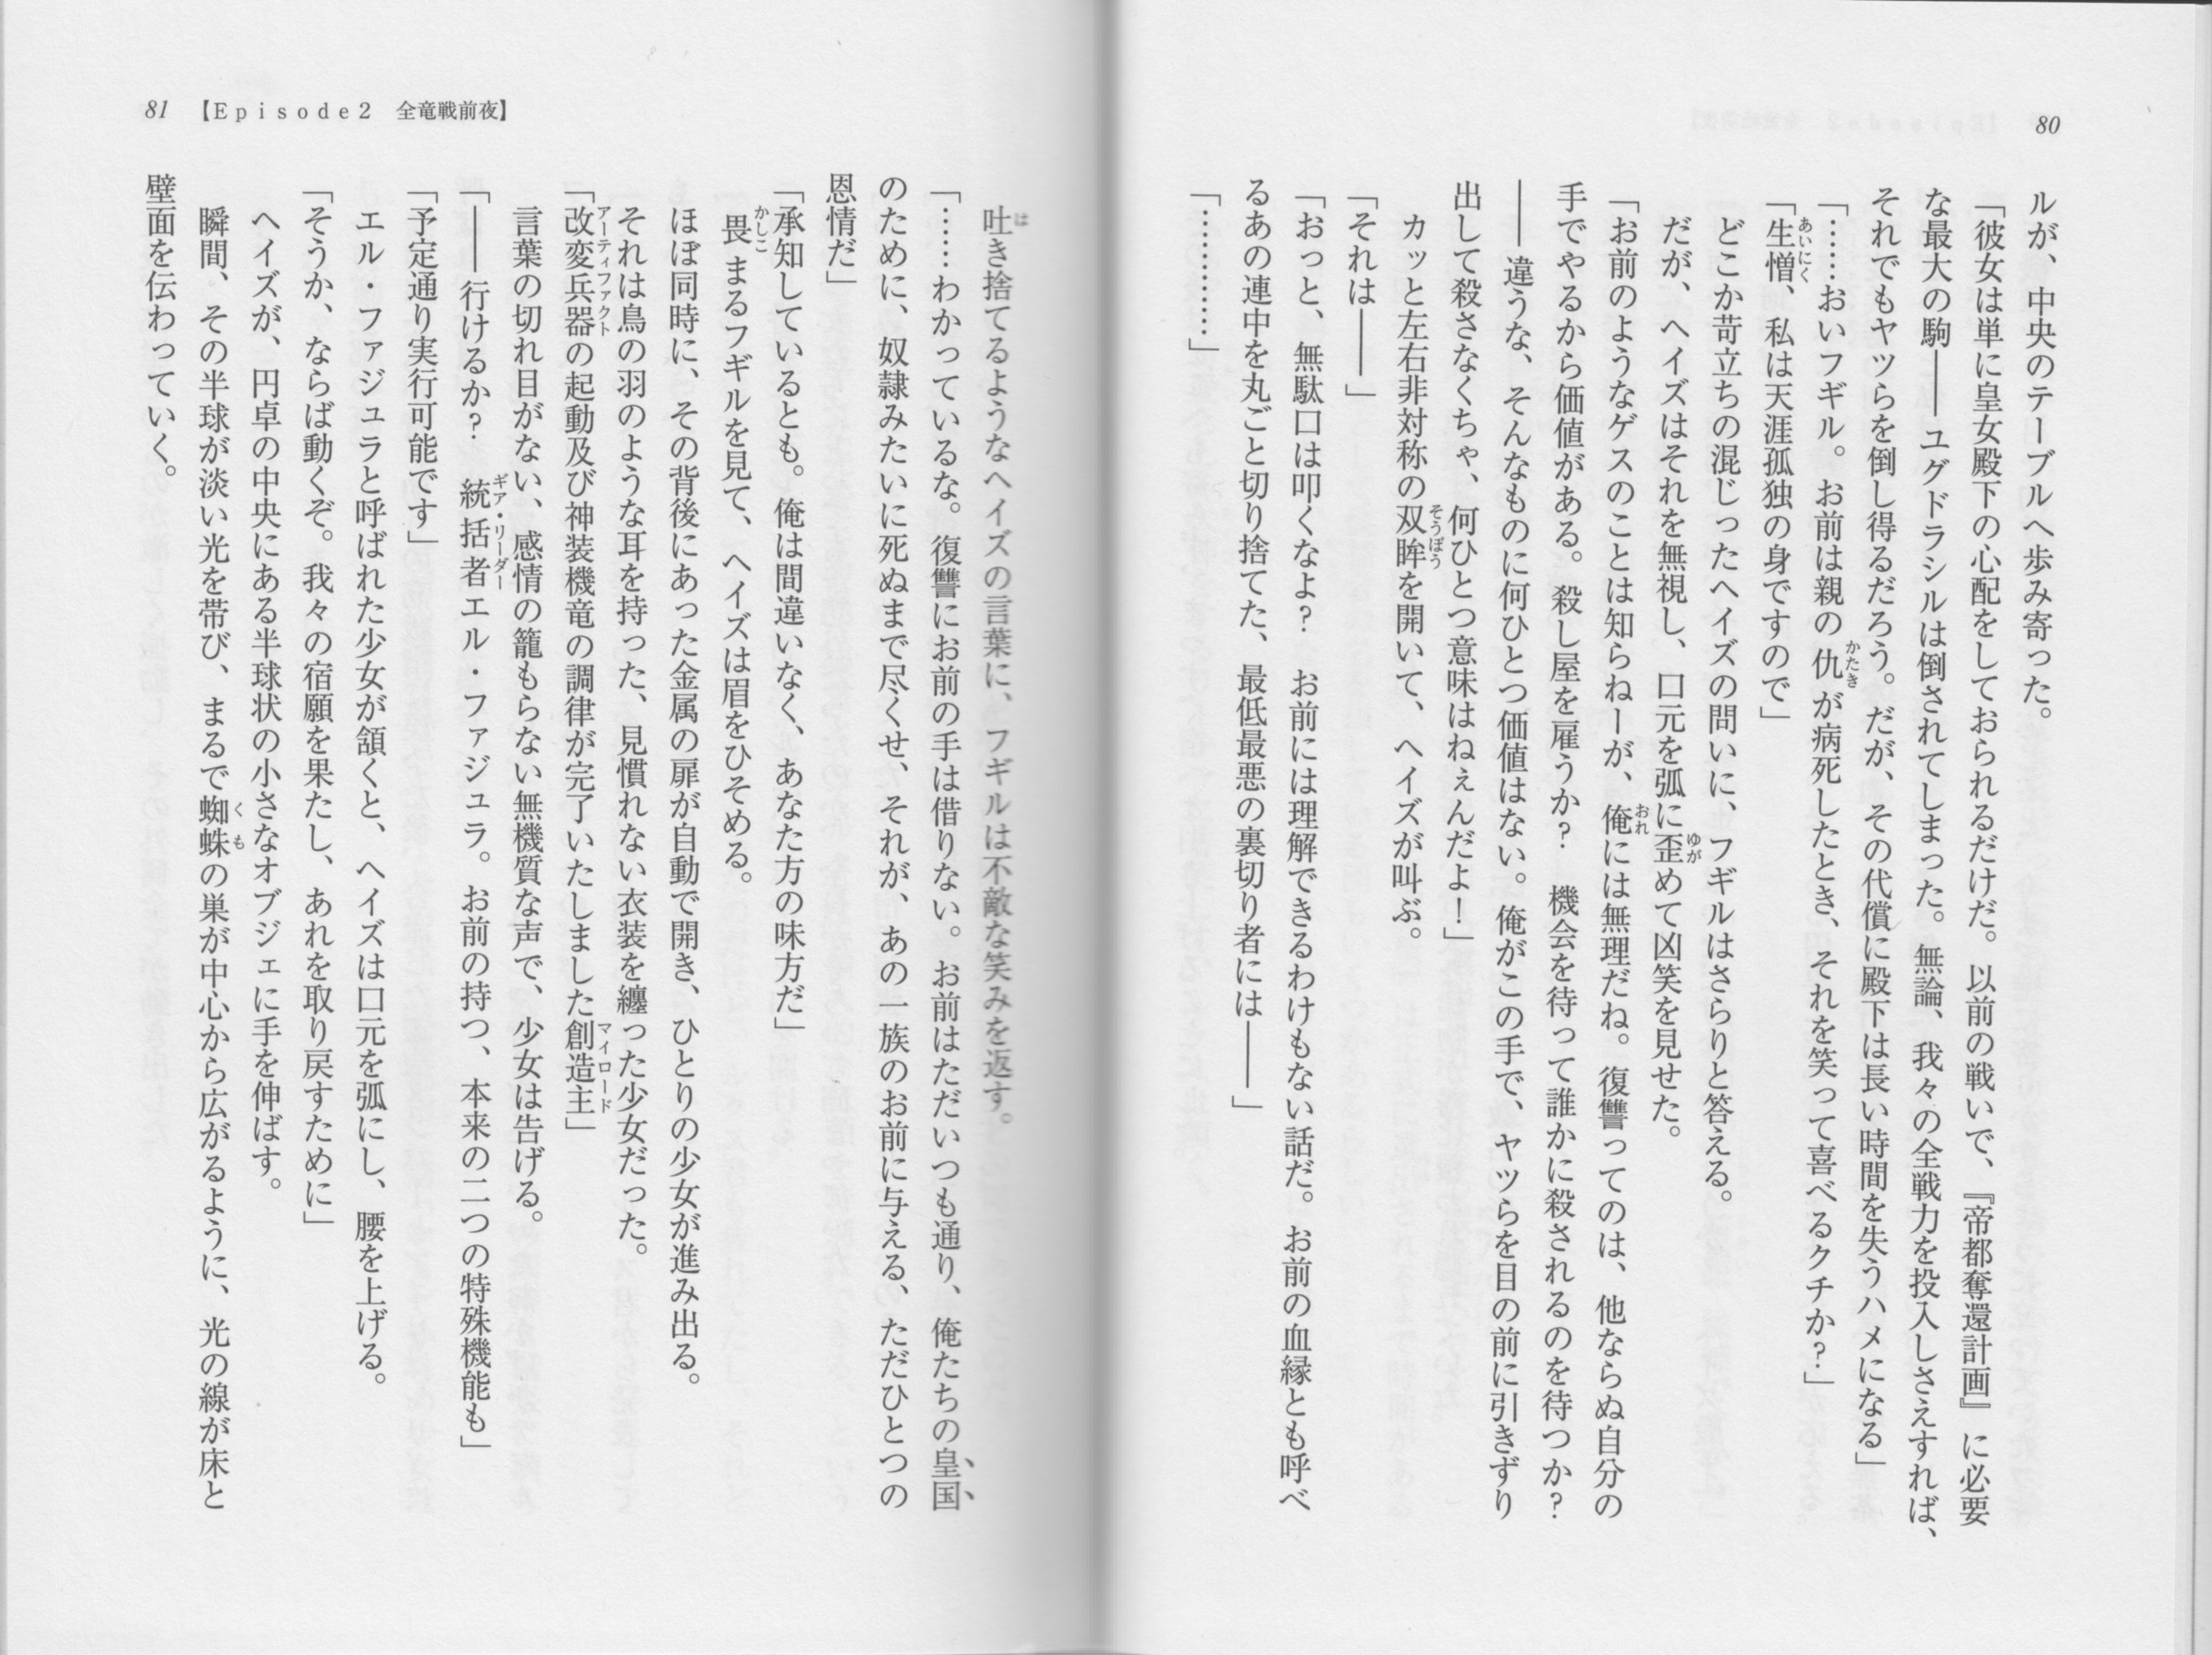 80
ルが、中央のテーブルへ歩み寄った。
「彼女は単に皇女殿下の心配をしておられるだけだ。以前の戦いで、『帝都奪還計画』に必要
な最大の駒――ユグドラシルは倒されてしまった。無論、我々の全戦力を投入しさえすれば、
それでもヤツらを倒し得るだろう。だが、その代償に殿下は長い時間を失うハメになる」
「……おいフギル。お前は親の仇が病死したとき、それを笑って喜べるクチか？」
「生憎、私は天涯孤独の身ですので」
どこか苛立ちの混じったヘイズの問いに、フギルはさらりと答える。
だが、ヘイズはそれを無視し、口元を弧に歪めて凶笑を見せた。
「お前のようなゲスのことは知らねーが、俺には無理だね。復讐ってのは、他ならぬ自分の
手でやるから価値がある。殺し屋を雇うか？　機会を待って誰かに殺されるのを待つか？
――違うな、そんなものに何ひとつ価値はない。俺がこの手で、ヤツらを目の前に引きずり
出して殺さなくちゃ、何ひとつ意味はねぇんだよ！」
カッと左右非対称の双眸を開いて、ヘイズが叫ぶ。
「それは――」
「おっと、無駄口は叩くなよ？　お前には理解できるわけもない話だ。お前の血縁とも呼べ
るあの連中を丸ごと切り捨てた、最低最悪の裏切り者には――」
「…………」
81 【Episode2　全竜戦前夜】
吐き捨てるようなヘイズの言葉に、フギルは不敵な笑みを返す。
「……わかっているな。復讐にお前の手は借りない。お前はただいつも通り、俺たちの皇国
のために、奴隷みたいに死ぬまで尽くせ、それが、あの一族のお前に与える、ただひとつの
恩情だ」
「承知しているとも。俺は間違いなく、あなた方の味方だ」
畏まるフギルを見て、ヘイズは眉をひそめる。
ほぼ同時に、その背後にあった金属の扉が自動で開き、ひとりの少女が進み出る。
それは鳥の羽のような耳を持った、見慣れない衣装を纏った少女だった。
「改変兵器の起動及び神装機竜の調律が完了いたしました創造主」
言葉の切れ目がない、感情の籠もらない無機質な声で、少女は告げる。
「――行けるか？　統括者エル・ファジュラ。お前の持つ、本来の二つの特殊機能も」
「予定通り実行可能です」
エル・ファジュラと呼ばれた少女が頷くと、ヘイズは口元を弧にし、腰を上げる。
「そうか、ならば動くぞ。我々の宿願を果たし、あれを取り戻すために」
ヘイズが、円卓の中央にある半球状の小さなオブジェに手を伸ばす。
瞬間、その半球が淡い光を帯び、まるで蜘蛛の巣が中心から広がるように、光の線が床と
壁面を伝わっていく。